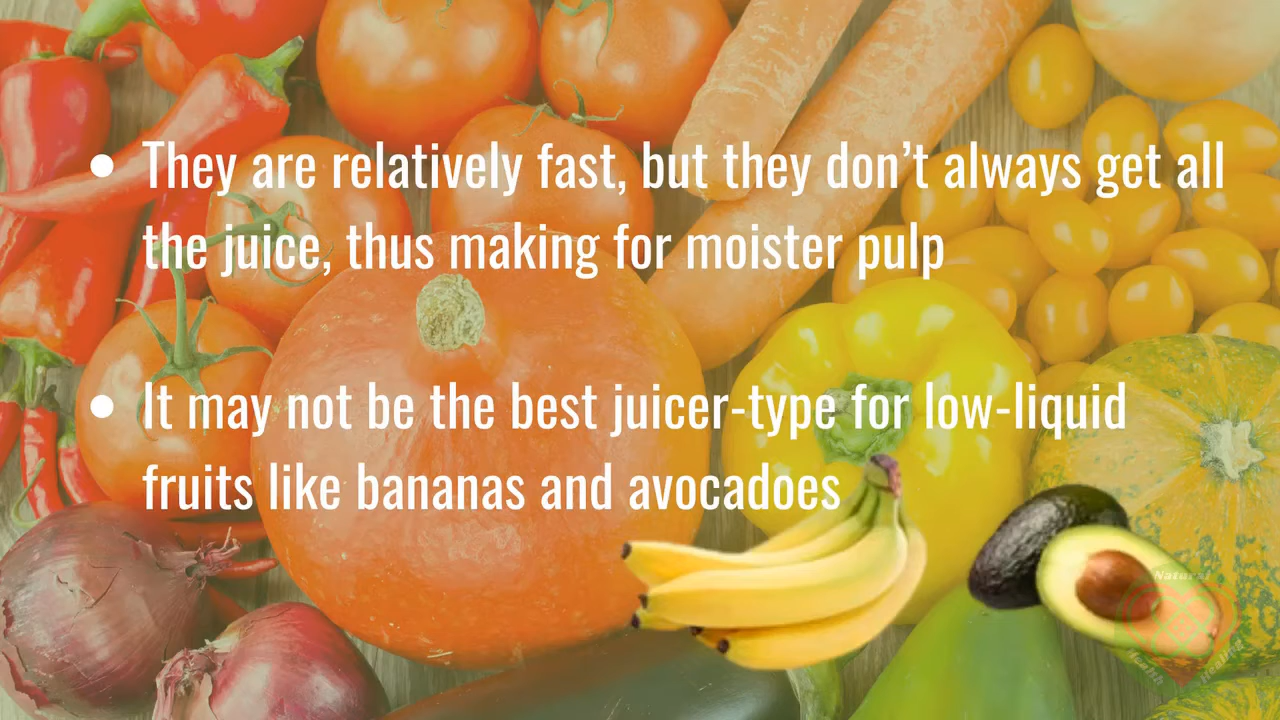 • They are relatively fast, but they don’t always get all
the juice, thus making for moister pulp
• It may not be the best juicer-type for low-liquid
fruits like bananas and avocadoes
Natural